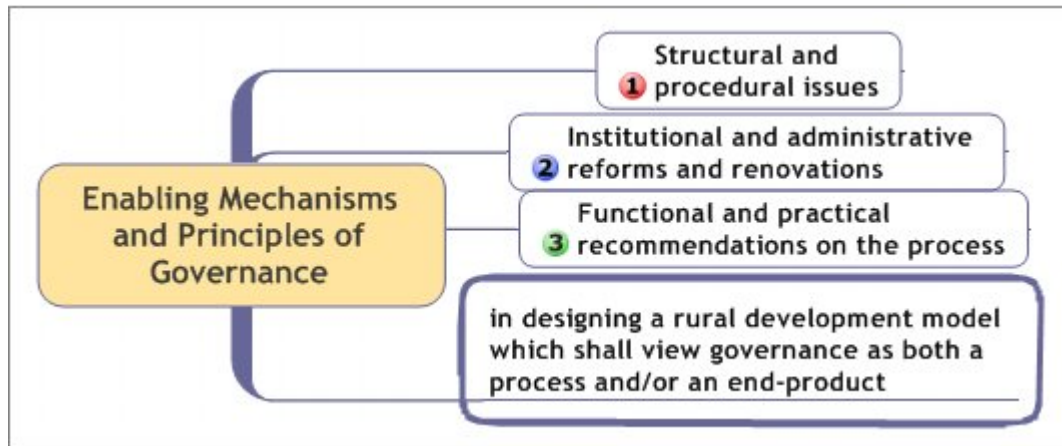 Enabling Mechanisms
and Principles of
Governance
Structural and
1 procedural issues
Institutional and administrative
2 reforms and renovations
Functional and practical
3 recommendations on the process
in designing a rural development model
which shall view governance as both a
process and/or an end-product